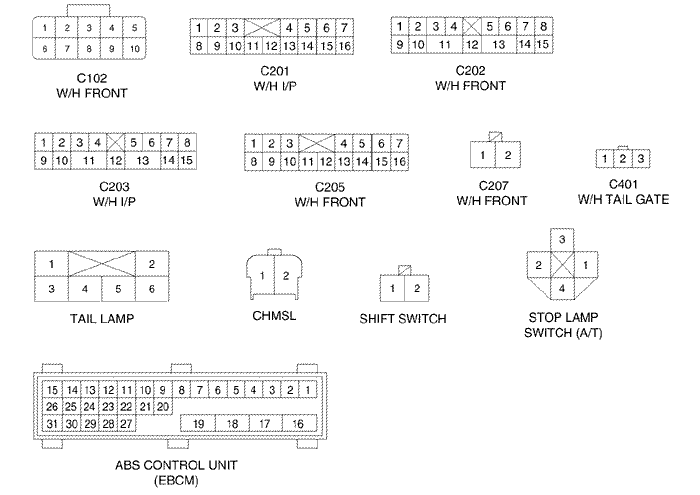 1 2 3 4 5
6 7 8 9 10
C102
W/H FRONT
1 2 3 4 5 6 7
8 9 10 11 12 13 14 15 16
C201
W/H I/P
1 2 3 4 5 6 7 8
9 10 11 12 13 14 15
C202
W/H FRONT
1 2 3 4 5 6 7 8
9 10 11 12 13 14 15
C203
W/H I/P
1 2 3 4 5 6 7
8 9 10 11 12 13 14 15 16
C205
W/H FRONT
1 2
C207
W/H FRONT
1 2 3
C401
W/H TAIL GATE
1 2
3 4 5 6
TAIL LAMP
1 2
CHMSL
1 2
SHIFT SWITCH
3
2 1
4
STOP LAMP
SWITCH (A/T)
15 14 13 12 11 10 9 8 7 6 5 4 3 2 1
26 25 24 23 22 21 20
31 30 29 28 27 19 18 17 16
ABS CONTROL UNIT
(EBCM)